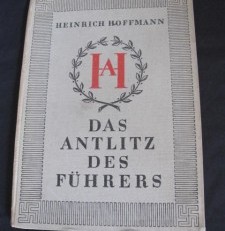 HEINRICH HOFFMANN
AH
DAS
ANTLITZ
DES
FÜHRERS